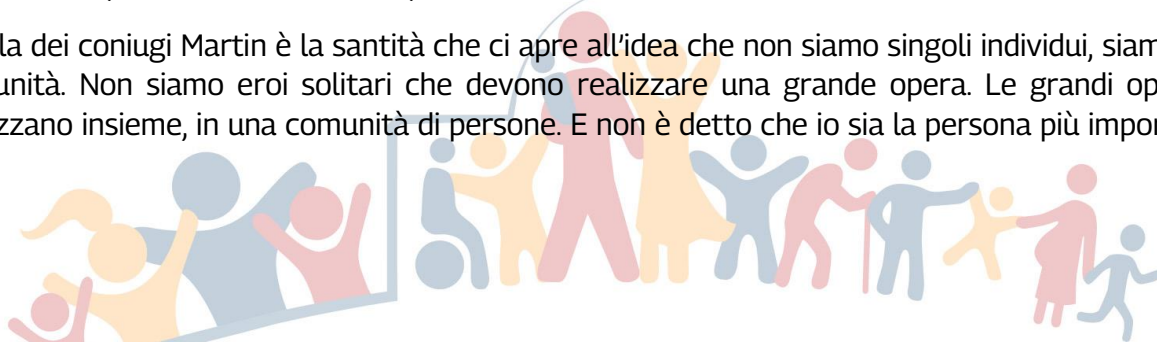 la dei coniugi Martin è la santità che ci apre all'idea che non siamo singoli individui, siam
unità. Non siamo eroi solitari che devono realizzare una grande opera. Le grandi op
zzano insieme, in una comunità di persone. E non è detto che io sia la persona più impor